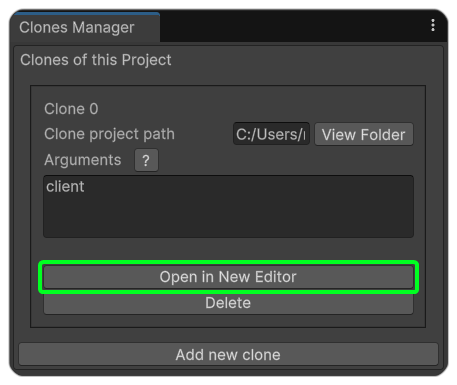 Clones Manager
Clones of this Project
Clone 0
Clone project path C:/Users/ View Folder
Arguments ?
client
Open in New Editor
Delete
Add new clone